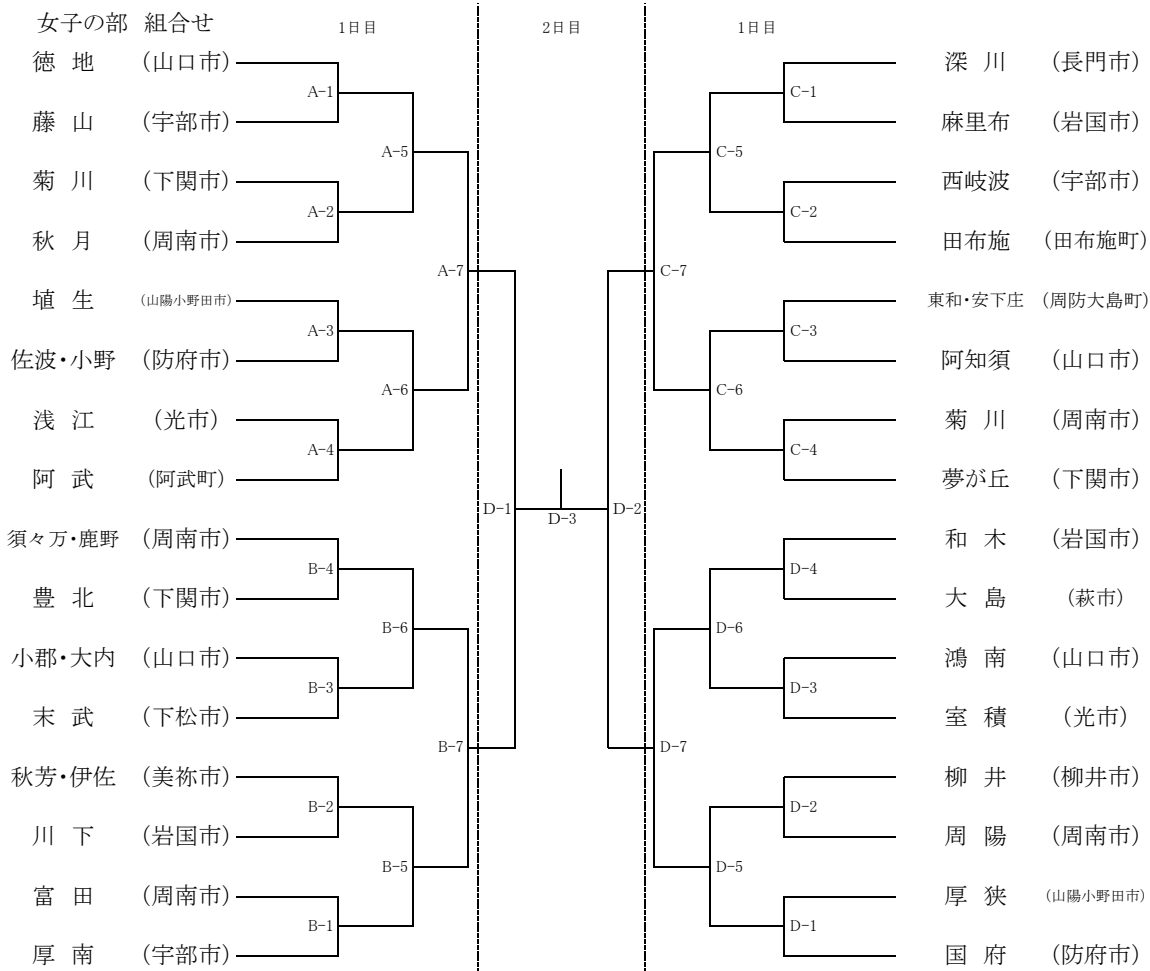 女子の部 組合せ
1日目 2日目 1日目
徳 地 (山口市) 深 川 (長門市)
A-1 C-1
藤 山 (宇部市) 麻里布 (岩国市)
A-5 C-5
菊 川 (下関市) 西岐波 (宇部市)
A-2 C-2
秋 月 (周南市) 田布施 (田布施町)
A-7 C-7
埴 生 (山陽小野田市) 東和・安下庄 (周防大島町)
A-3 C-3
佐波・小野 (防府市) 阿知須 (山口市)
A-6 C-6
浅 江 (光市) 菊 川 (周南市)
A-4 C-4
阿 武 (阿武町) 夢が丘 (下関市)
D-1 D-3 D-2
須々万・鹿野 (周南市) 和 木 (岩国市)
B-4 D-4
豊 北 (下関市) 大 島 (萩市)
B-6 D-6
小郡・大内 (山口市) 鴻 南 (山口市)
B-3 D-3
末 武 (下松市) 室 積 (光市)
B-7 D-7
秋芳・伊佐 (美祢市) 柳 井 (柳井市)
B-2 D-2
川 下 (岩国市) 周 陽 (周南市)
B-5 D-5
富 田 (周南市) 厚 狭 (山陽小野田市)
B-1 D-1
厚 南 (宇部市) 国 府 (防府市)